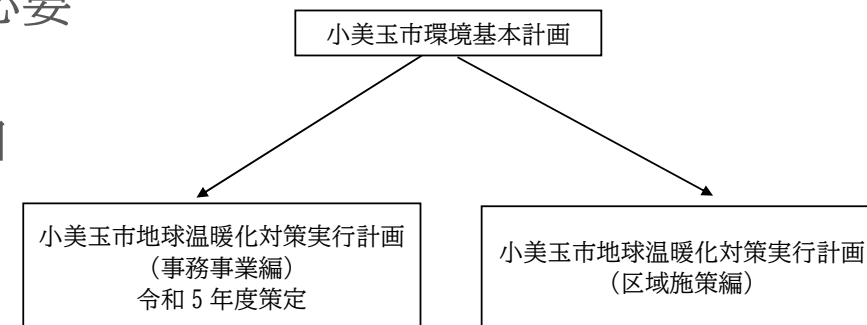 必要
小美玉市環境基本計画
小美玉市地球温暖化対策実行計画
（事務事業編）
令和５年度策定
小美玉市地球温暖化対策実行計画
（区域施策編）